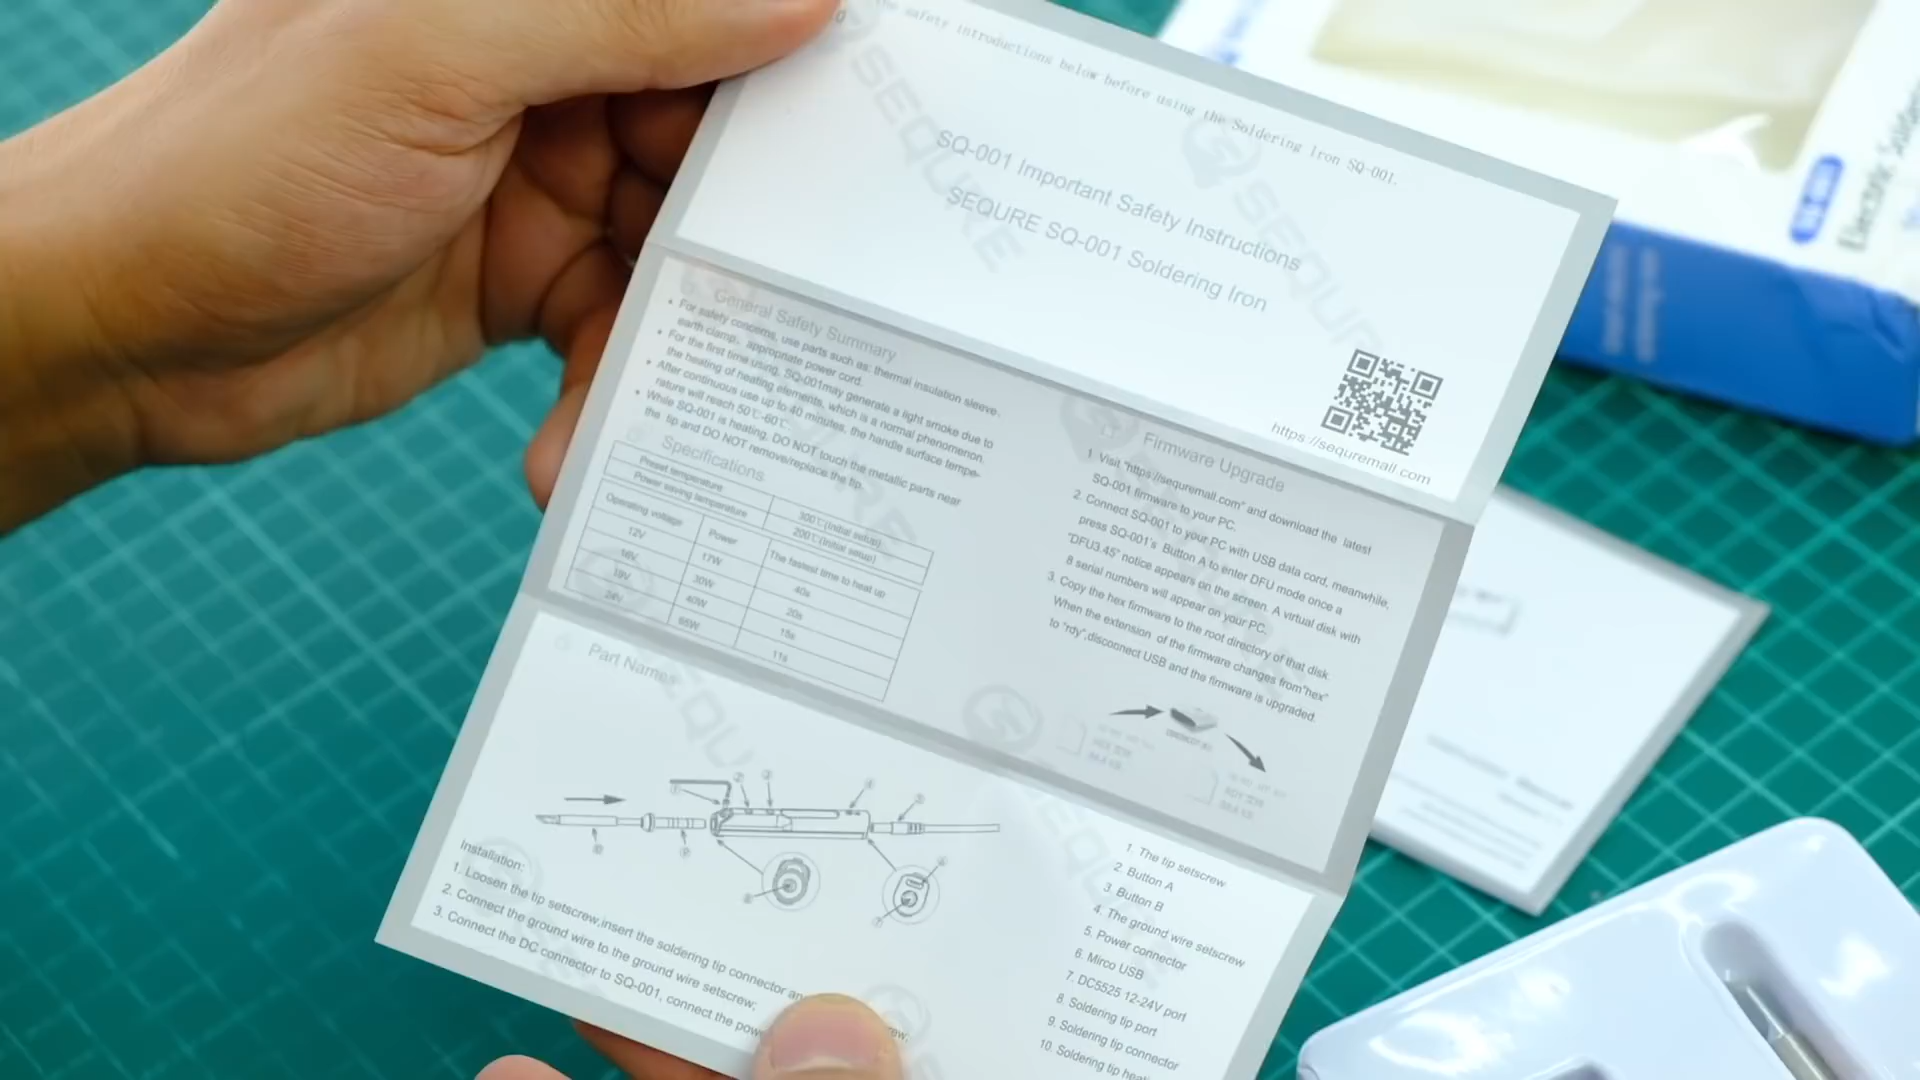 the safety introductions below before using the Soldering Iron SQ-001.
SEQURE
SEQURE
SQ-001 Important Safety Instructions
SEQURE SQ-001 Soldering Iron
https://sequremall.com
General Safety Summary
• For safety concerns, use parts such as: thermal insulation sleeve,
earth clamp, appropriate power cord.
• For the first time using, SQ-001may generate a light smoke due to
the heating of heating elements, which is a normal phenomenon.
• After continuous use up to 40 minutes, the handle surface tempe-
rature will reach 50℃-60℃.
• While SQ-001 is heating, DO NOT touch the metallic parts near
the tip and DO NOT remove/replace the tip.
Specifications
Preset temperature 300℃(Initial setup)
Power saving temperature 200℃(Initial setup)
Operating voltage Power The fastest time to heat up
12V 17W 40s
16V 30W 20s
19V 40W 15s
24V 65W 11s
Firmware Upgrade
1 Visit "https://sequremall.com" and download the latest
SQ-001 firmware to your PC.
2. Connect SQ-001 to your PC with USB data cord, meanwhile,
press SQ-001's Button A to enter DFU mode once a
"DFU3.45" notice appears on the screen. A virtual disk with
8 serial numbers will appear on your PC.
3. Copy the hex firmware to the root directory of that disk.
When the extension of the firmware changes from"hex"
to "rdy",disconnect USB and the firmware is upgraded.
Part Names
Installation:
1. Loosen the tip setscrew,insert the soldering tip connector
2. Connect the ground wire to the ground wire setscrew;
3. Connect the DC connector to SQ-001, connect the
1. The tip setscrew
2. Button A
3. Button B
4. The ground wire setscrew
5. Power connector
6. Mirco USB
7. DC5525 12-24V port
8. Soldering tip port
9. Soldering tip connector
10. Soldering tip
Electric